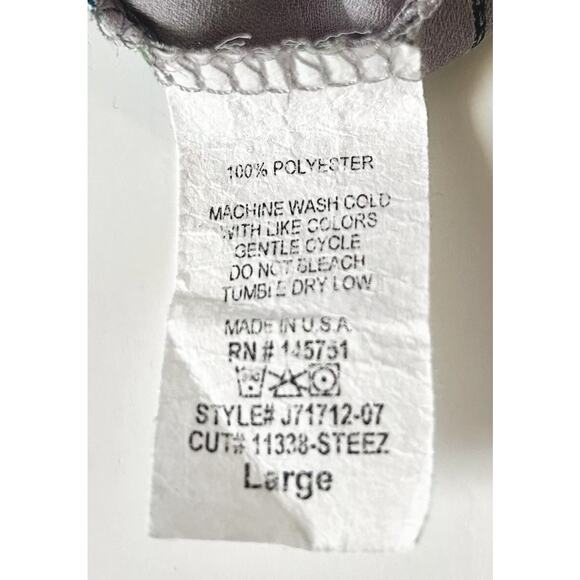 100% POLYESTER
MACHINE WASH COLD
WITH LIKE COLORS
GENTLE CYCLE
DO NOT BLEACH
TUMBLE DRY LOW
MADE IN U.S.A.
RN # 145751
STYLE# J71712-07
CUT# 11338-STEEZ
Large